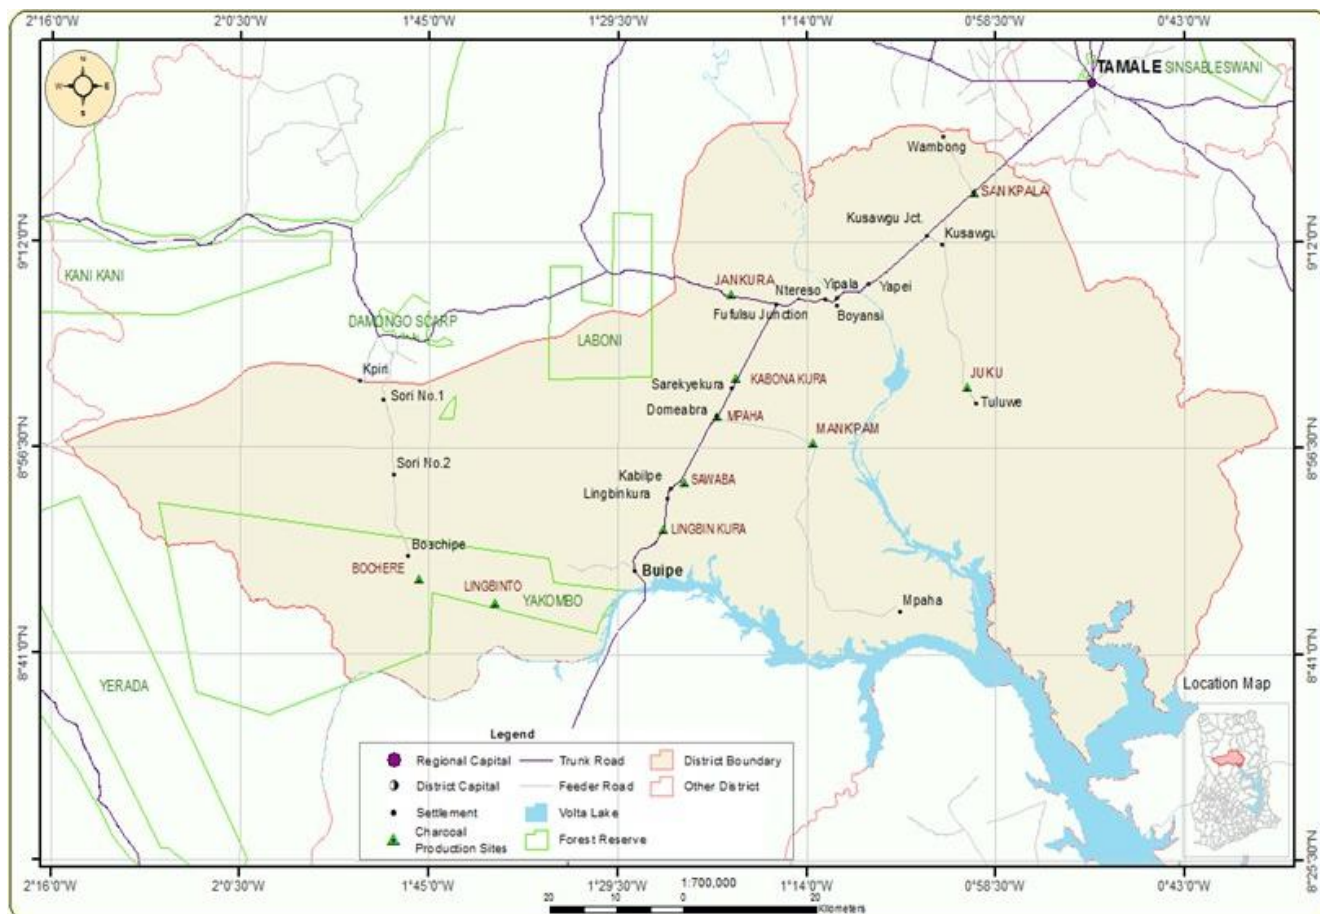 2°16'0"W 2°0'30"W 1°45'0"W 1°29'30"W 1°14'0"W 0°58'30"W 0°43'0"W
N
W E
S
TAMALE SINSABLESWANI
Wambong
SANKPALA
Kusawgu Jct.
Kusawgu
9°12'0"N 9°12'0"N
KANI KANI
JANKURA
Ntereso Yipala Yapei
Fufulsu Junction Boyansi
DAMONGO SCARP
LABONI
Kpiri
Sarekyekura KABONA KURA
JUKU
Sori No.1
Tuluwe
Domeabra MPAHA
MANKPAM
8°56'30"N 8°56'30"N
Sori No.2
Kabilpe SAWABA
Lingbinkura
LINGBIN KURA
Boachipe
BOCHERE
Buipe
LINGBINTO
YAKOMBO
Mpaha
8°41'0"N 8°41'0"N
YERADA
Location Map
Legend
Regional Capital Trunk Road District Boundary
District Capital Feeder Road Other District
Settlement Volta Lake
Charcoal
Production Sites Forest Reserve
8°25'30"N
2°16'0"W 2°0'30"W 1°45'0"W 1°29'30"W 1:700,000 1°14'0"W 0°58'30"W 0°43'0"W
20 10 0 20
Kilometers